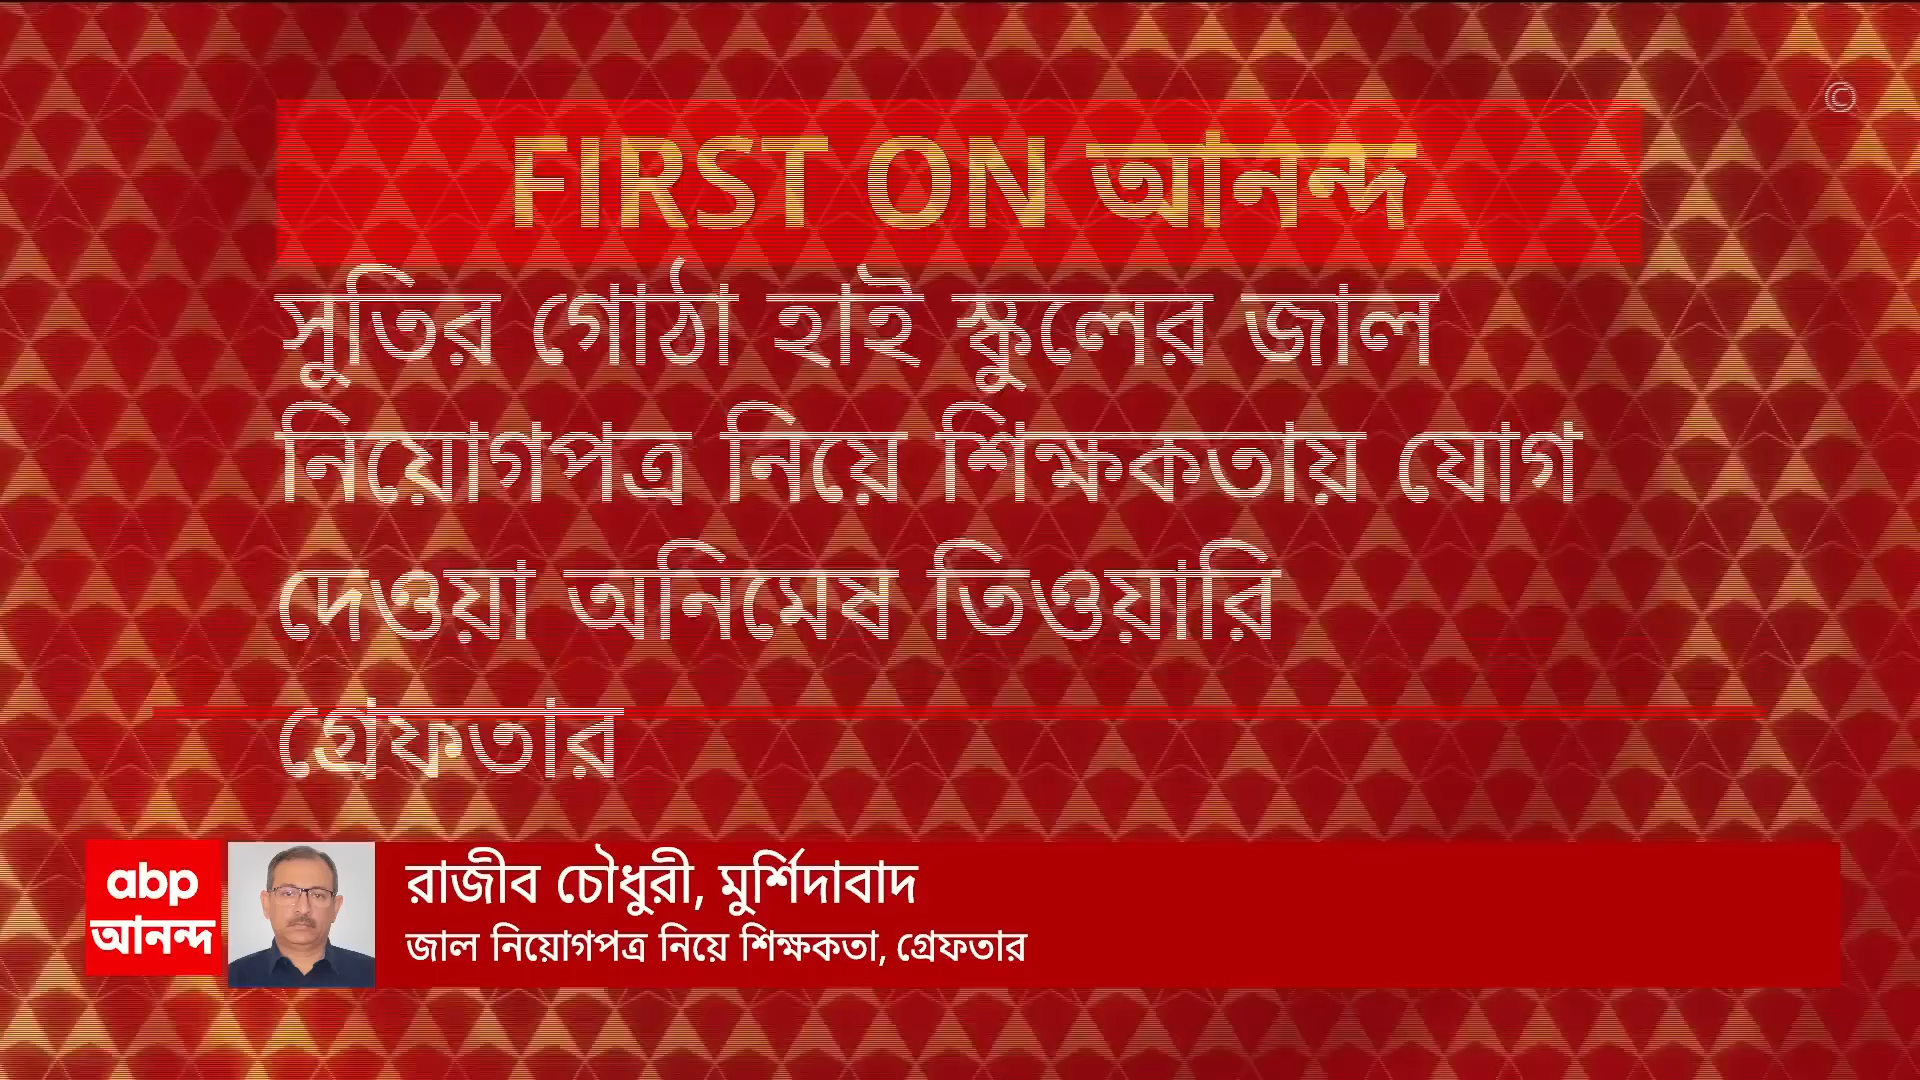 ©
FIRST ON আনন্দ
সুতির গোঠা হাই স্কুলের জাল
নিয়োগপত্র নিয়ে শিক্ষকতায় যোগ
দেওয়া অনিমেষ তিওয়ারি
গ্রেফতার
abp
আনন্দ
রাজীব চৌধুরী, মুর্শিদাবাদ
জাল নিয়োগপত্র নিয়ে শিক্ষকতা, গ্রেফতার